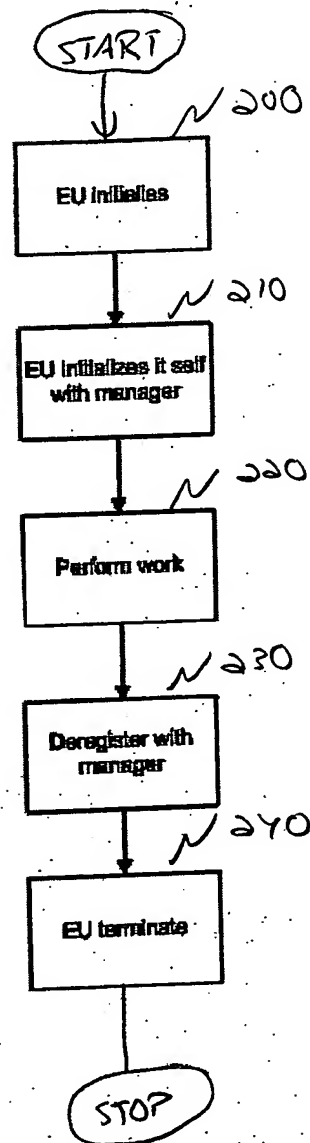 START
200
EU initialies
210
EU initializes it self
with manager
220
Perform work
230
Deregister with
manager
240
EU terminate
STOP